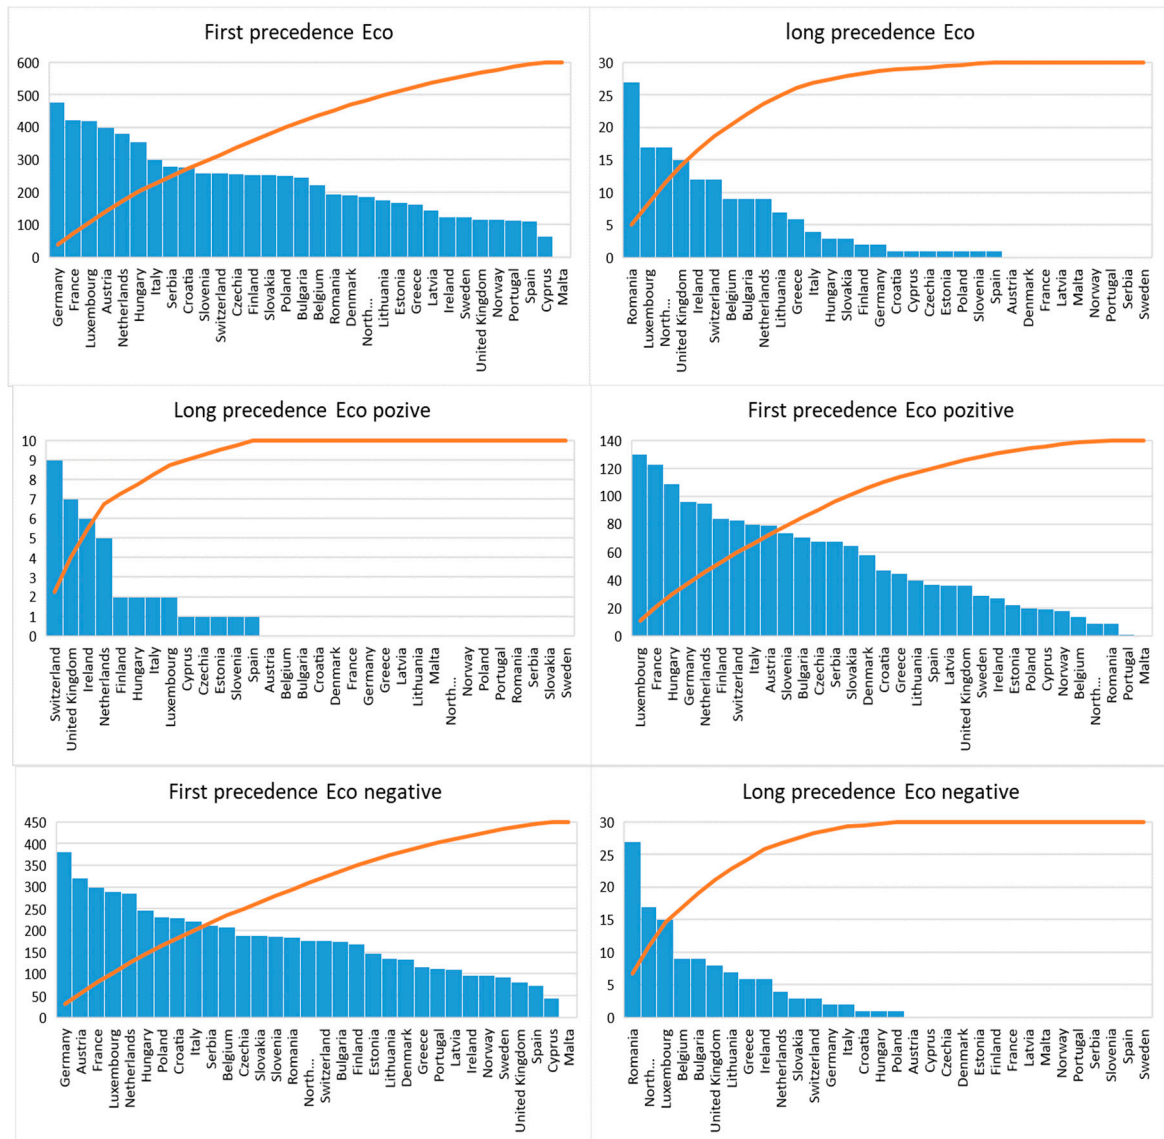 First precedence Eco
600
500
400
300
200
100
0
Germany
France
Luxembourg
Austria
Netherlands
Hungary
Italy
Serbia
Croatia
Slovenia
Switzerland
Czechia
Finland
Slovakia
Poland
Bulgaria
Belgium
Romania
Denmark
North...
Lithuania
Estonia
Greece
Latvia
Ireland
Sweden
United Kingdom
Norway
Portugal
Spain
Cyprus
Malta
long precedence Eco
30
25
20
15
10
5
0
Romania
Luxembourg
North...
United Kingdom
Ireland
Switzerland
Belgium
Bulgaria
Netherlands
Lithuania
Greece
Italy
Hungary
Slovakia
Finland
Germany
Croatia
Cyprus
Czechia
Estonia
Poland
Slovenia
Spain
Austria
Denmark
France
Latvia
Malta
Norway
Portugal
Serbia
Sweden
Long precedence Eco pozive
10
9
8
7
6
5
4
3
2
1
0
Switzerland
United Kingdom
Ireland
Netherlands
Finland
Hungary
Italy
Luxembourg
Cyprus
Czechia
Estonia
Slovenia
Spain
Austria
Belgium
Bulgaria
Croatia
Denmark
France
Germany
Greece
Latvia
Lithuania
Malta
North...
Norway
Poland
Portugal
Romania
Serbia
Slovakia
Sweden
First precedence Eco pozitive
140
120
100
80
60
40
20
0
Luxembourg
France
Hungary
Germany
Netherlands
Finland
Switzerland
Italy
Austria
Slovenia
Bulgaria
Czechia
Serbia
Slovakia
Denmark
Croatia
Greece
Lithuania
Spain
Latvia
United Kingdom
Sweden
Ireland
Estonia
Poland
Cyprus
Norway
Belgium
North...
Romania
Portugal
Malta
First precedence Eco negative
450
400
350
300
250
200
150
100
50
0
Germany
Austria
France
Luxembourg
Netherlands
Hungary
Poland
Croatia
Italy
Serbia
Belgium
Czechia
Slovakia
Slovenia
Romania
North...
Switzerland
Bulgaria
Finland
Estonia
Lithuania
Denmark
Greece
Portugal
Latvia
Ireland
Norway
Sweden
United Kingdom
Spain
Cyprus
Malta
Long precedence Eco negative
30
25
20
15
10
5
0
Romania
North...
Luxembourg
Belgium
Bulgaria
United Kingdom
Lithuania
Greece
Ireland
Netherlands
Slovakia
Switzerland
Germany
Italy
Croatia
Hungary
Poland
Austria
Cyprus
Czechia
Denmark
Estonia
Finland
France
Latvia
Malta
Norway
Portugal
Serbia
Slovenia
Spain
Sweden